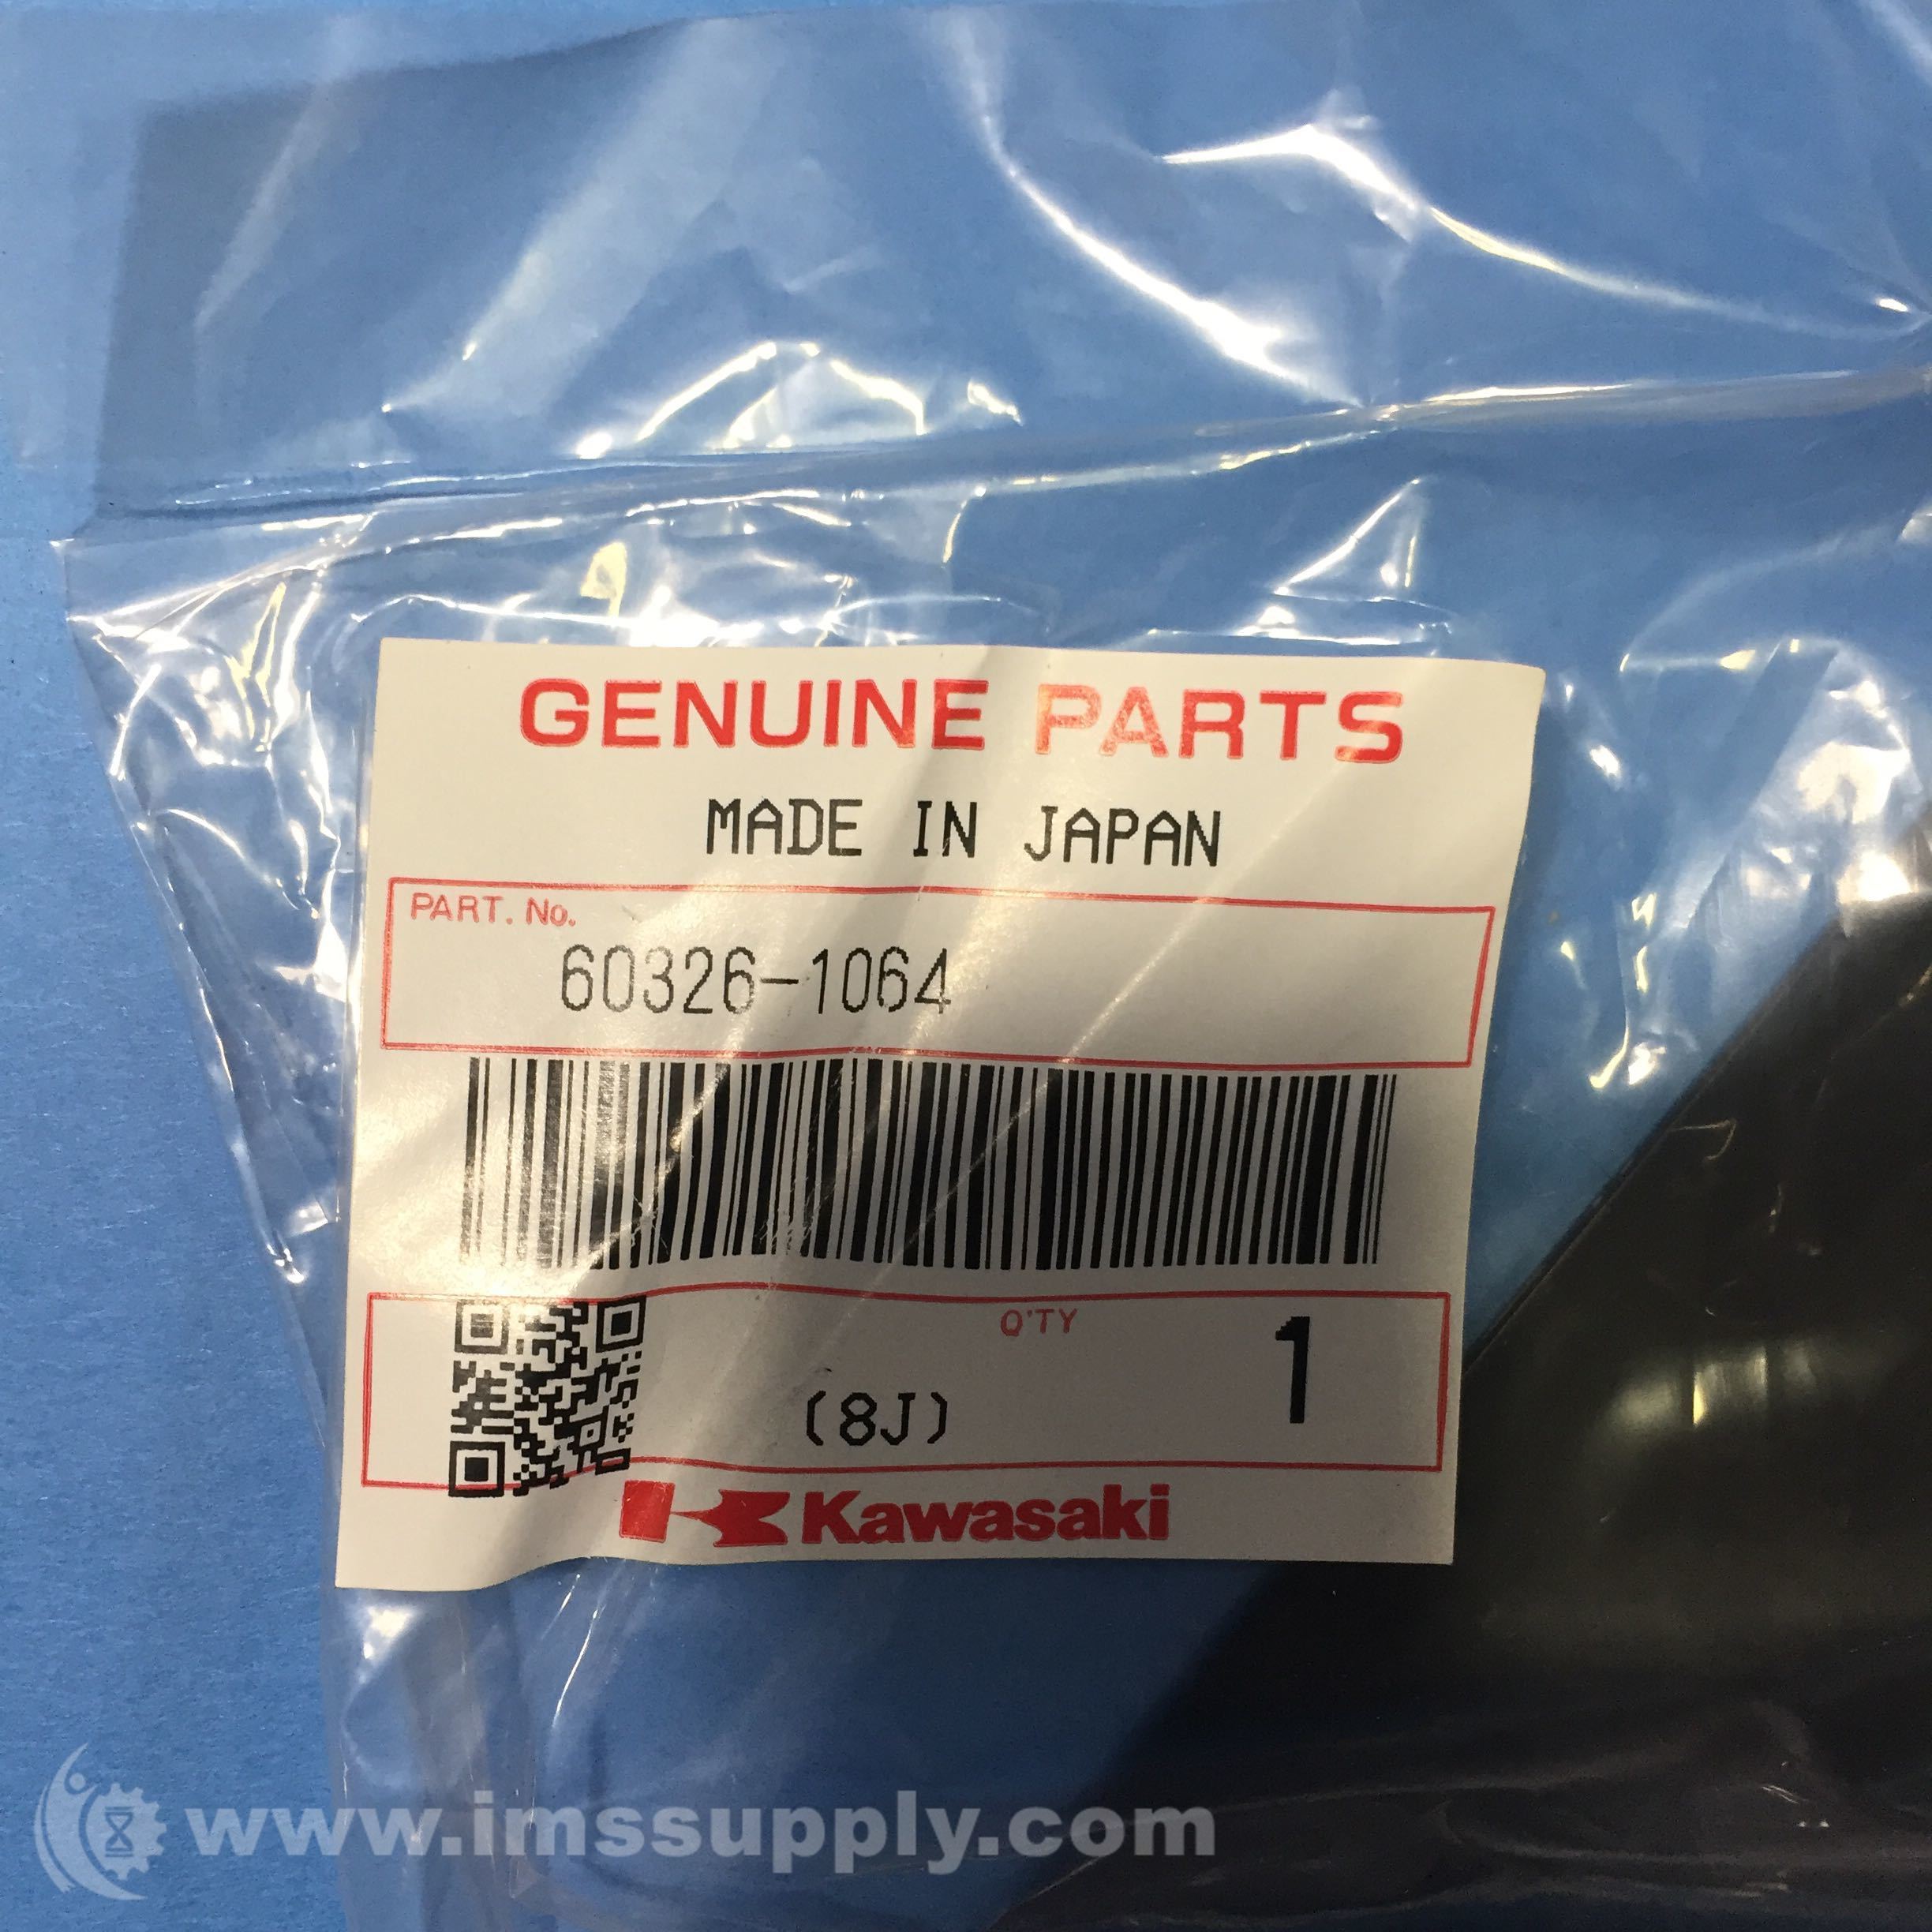 GENUINE PARTS
MADE IN JAPAN
PART. No.
60326-1064
Q'TY
1
(8J)
Kawasaki
www.imssupply.com